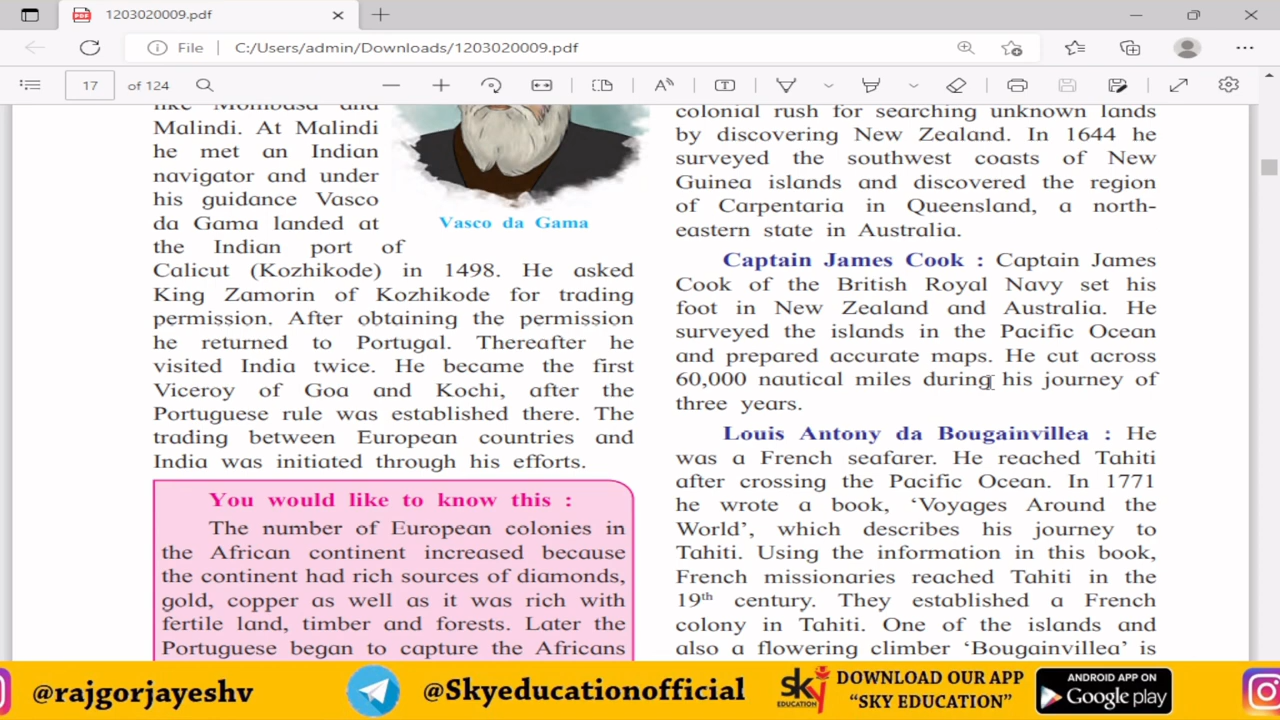 1203020009.pdf
File
C:/Users/admin/Downloads/1203020009.pdf
17
of 124
like Mombasa and
Malindi. At Malindi
he met an Indian
navigator and under
his guidance Vasco
da Gama landed at
the Indian port of
Calicut (Kozhikode) in 1498. He asked
King Zamorin of Kozhikode for trading
permission. After obtaining the permission
he returned to Portugal. Thereafter he
visited India twice. He became the first
Viceroy of Goa and Kochi, after the
Portuguese rule was established there. The
trading between European countries and
India was initiated through his efforts.
Vasco da Gama
You would like to know this :
The number of European colonies in
the African continent increased because
the continent had rich sources of diamonds,
gold, copper as well as it was rich with
fertile land, timber and forests. Later the
Portuguese began to capture the Africans
colonial rush for searching unknown lands
by discovering New Zealand. In 1644 he
surveyed the southwest coasts of New
Guinea islands and discovered the region
of Carpentaria in Queensland, a north-
eastern state in Australia.
Captain James Cook : Captain James
Cook of the British Royal Navy set his
foot in New Zealand and Australia. He
surveyed the islands in the Pacific Ocean
and prepared accurate maps. He cut across
60,000 nautical miles during his journey of
three years.
Louis Antony da Bougainvillea : He
was a French seafarer. He reached Tahiti
after crossing the Pacific Ocean. In 1771
he wrote a book, ‘Voyages Around the
World’, which describes his journey to
Tahiti. Using the information in this book,
French missionaries reached Tahiti in the
19th century. They established a French
colony in Tahiti. One of the islands and
also a flowering climber ‘Bougainvillea’ is
@rajgorjayeshv
@Skyeducationofficial
sky
EDUCATION
DOWNLOAD OUR APP
“SKY EDUCATION”
ANDROID APP ON
Google play